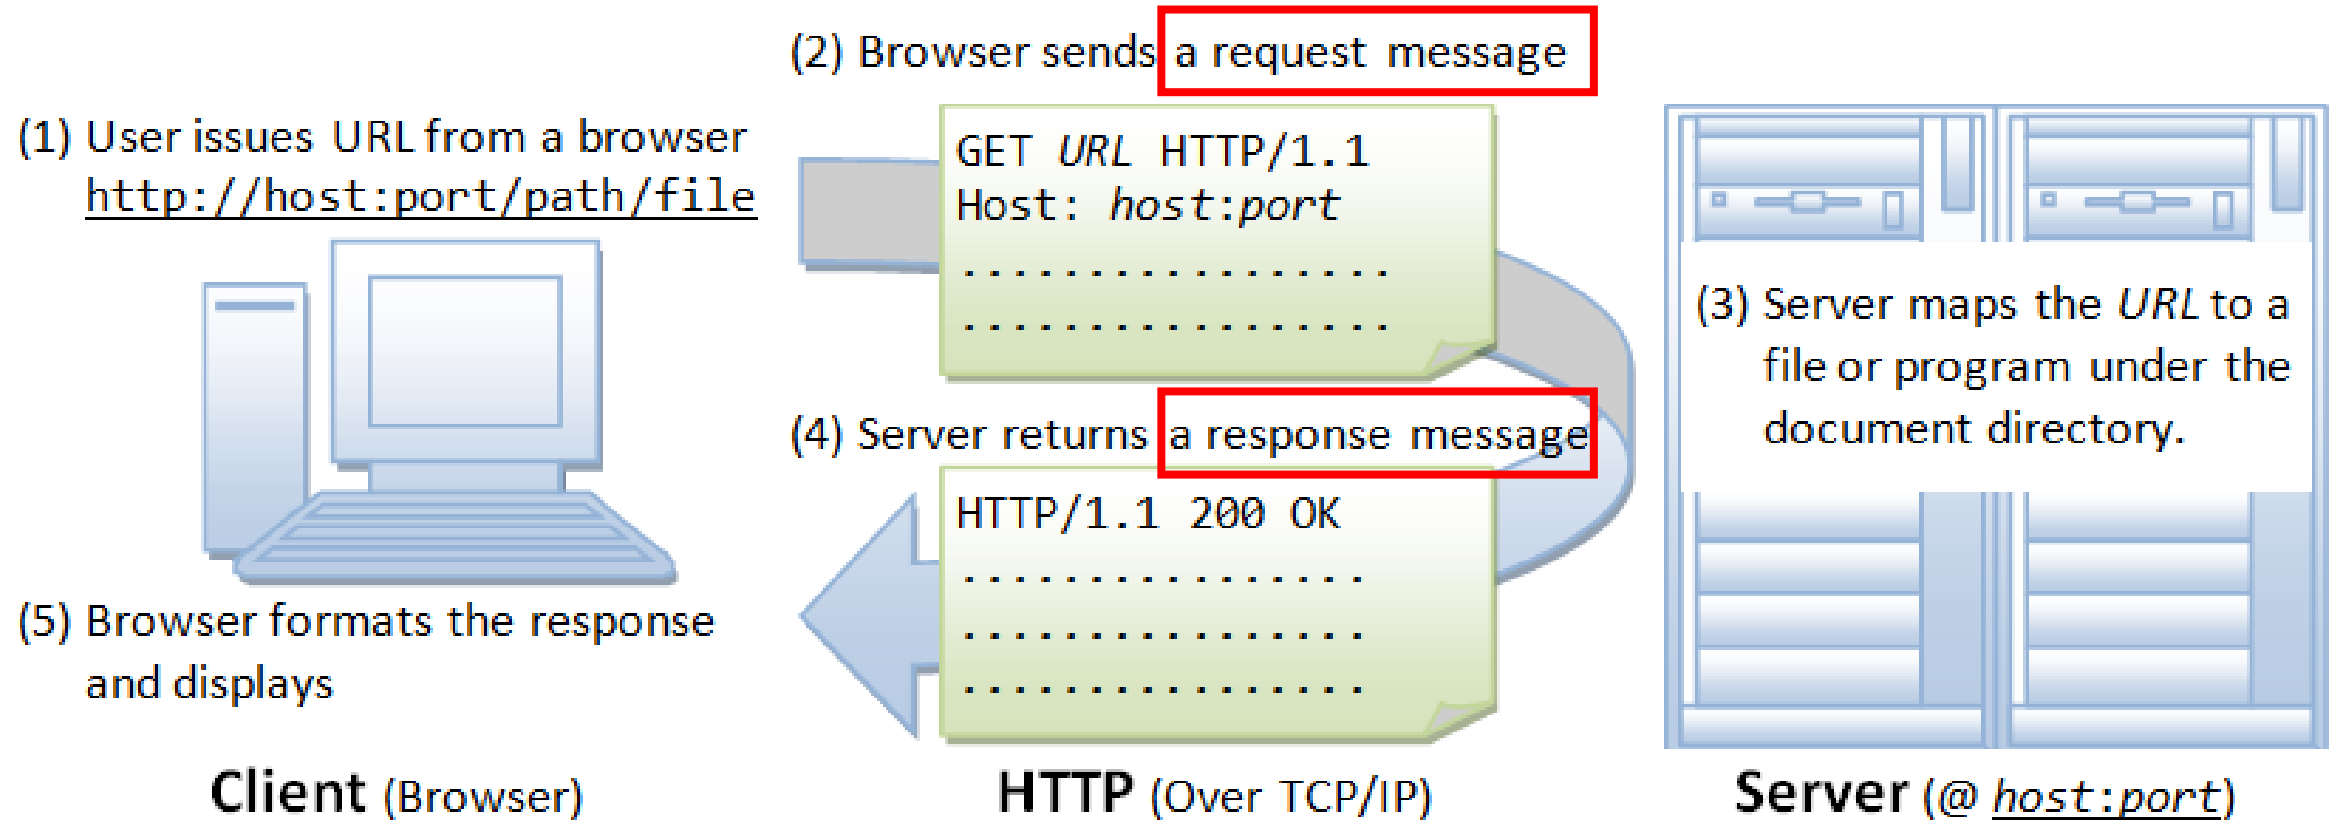 (1) User issues URL from a browser
http://host:port/path/file
(2) Browser sends a request message
GET URL HTTP/1.1
Host: host:port
. . . . . . . . . . . . . . . . .
. . . . . . . . . . . . . . . . .
(3) Server maps the URL to a
file or program under the
document directory.
(4) Server returns a response message
HTTP/1.1 200 OK
. . . . . . . . . . . . . . . .
. . . . . . . . . . . . . . . .
. . . . . . . . . . . . . . . .
(5) Browser formats the response
and displays
Client (Browser)
HTTP (Over TCP/IP)
Server (@ host:port)